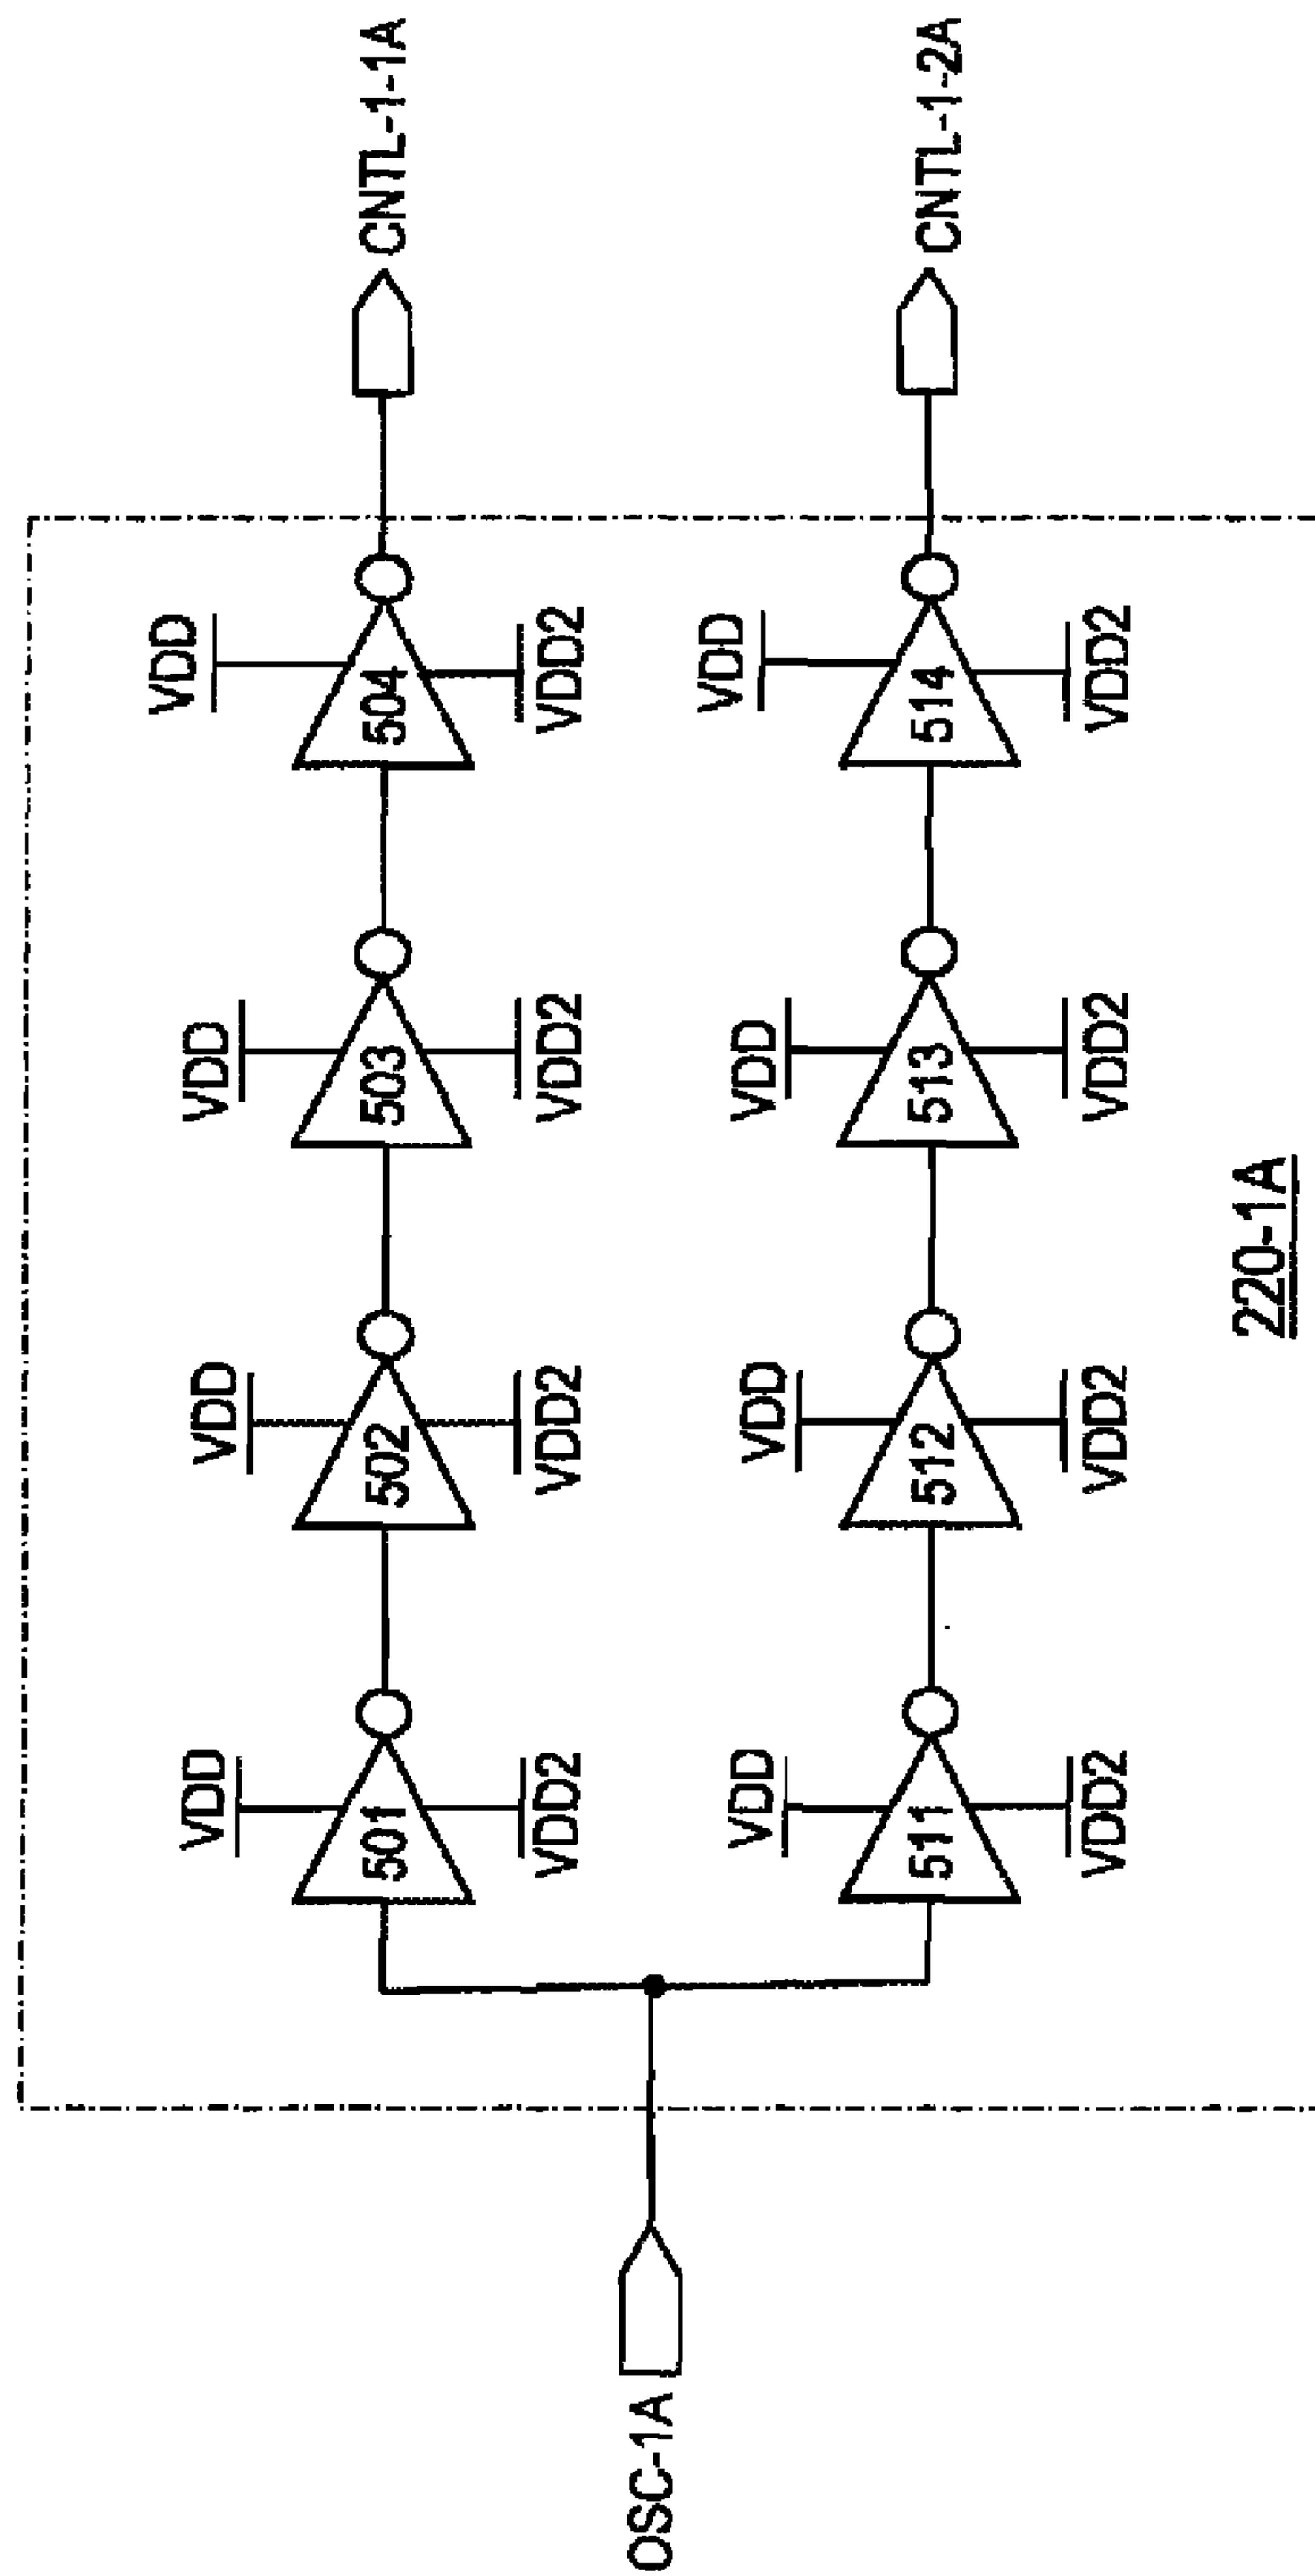 VDD
VDD
VDD
VDD
501
502
503
504
CNTL-1-1A
VDD2
VDD2
VDD2
VDD2
OSC-1A
VDD
VDD
VDD
VDD
511
512
513
514
CNTL-1-2A
VDD2
VDD2
VDD2
VDD2
220-1A